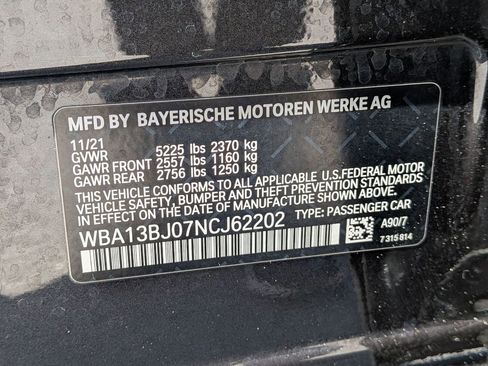 MFD BY BAYERISCHE MOTOREN WERKE AG
11/21
GVWR 5225 lbs 2370 kg
GAWR FRONT 2557 lbs 1160 kg
GAWR REAR 2756 lbs 1250 kg
THIS VEHICLE CONFORMS TO ALL APPLICABLE U.S.FEDERAL MOTOR
VEHICLE SAFETY, BUMPER, AND THEFT PREVENTION STANDARDS
IN EFFECT ON THE DATE OF MANUFACTURE SHOWN ABOVE.
WBA13BJ07NCJ62202 TYPE: PASSENGER CAR
A90/7
7315814